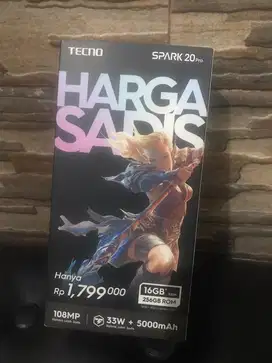 TECNO
SPARK 20 Pro
HARGA
SADIS
Hanya
Rp 1,799 000
16GB*
256GB ROM
108MP
33W + 5000mAh